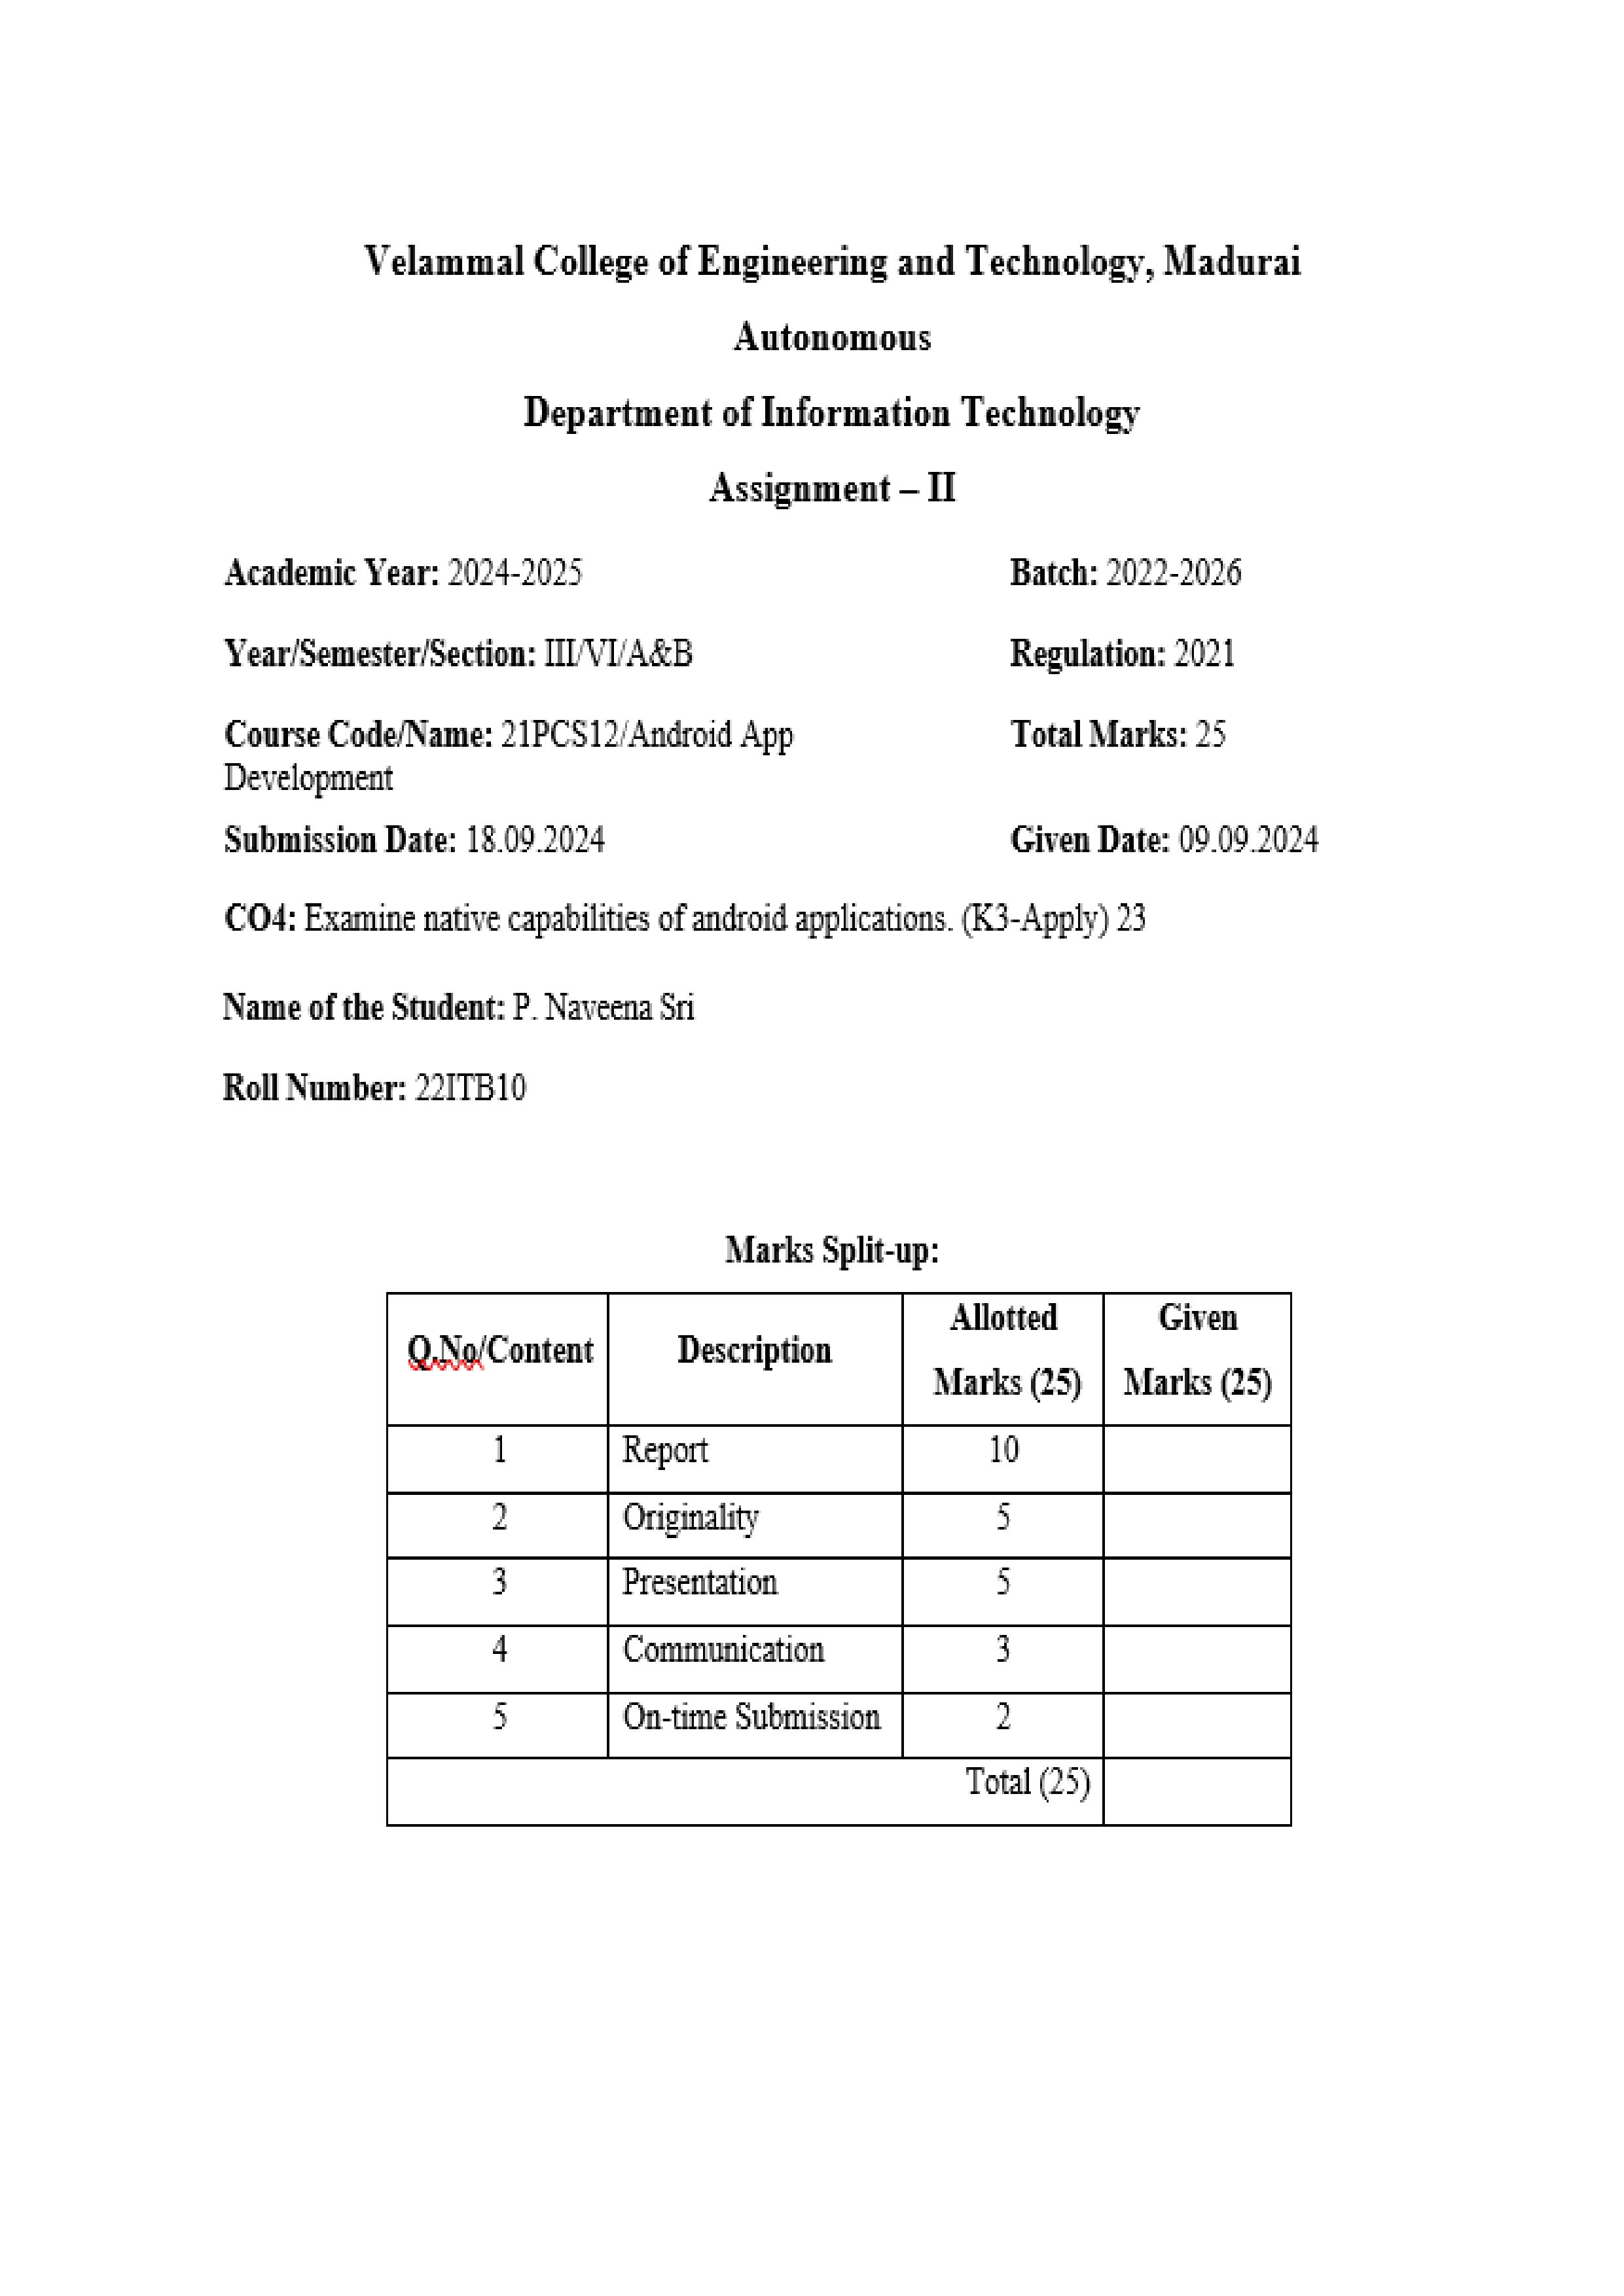 Velammal College of Engineering and Technology, Madurai
Autonomous
Department of Information Technology
Assignment – II
Academic Year: 2024-2025 Batch: 2022-2026
Year/Semester/Section: III/VI/A&B Regulation: 2021
Course Code/Name: 21PCS12/Android App Total Marks: 25
Development
Submission Date: 18.09.2024 Given Date: 09.09.2024
CO4: Examine native capabilities of android applications. (K3-Apply) 23
Name of the Student: P. Naveena Sri
Roll Number: 22ITB10
Marks Split-up:
Q.No/Content Description Allotted Marks (25) Given Marks (25)
1 Report 10
2 Originality 5
3 Presentation 5
4 Communication 3
5 On-time Submission 2
Total (25)